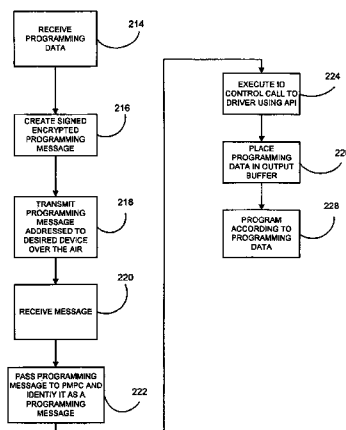 RECEIVE
PROGRAMMING
DATA
214
CREATE SIGNED
ENCRYPTED
PROGRAMMING
MESSAGE
216
TRANSMIT
PROGRAMMING
MESSAGE
ADDRESSED TO
DESIRED DEVICE
OVER THE AIR
218
RECEIVE MESSAGE
220
PASS PROGRAMMING
MESSAGE TO PMPC AND
IDENTIY IT AS A
PROGRAMMING
MESSAGE
222
EXECUTE IO
CONTROL CALL TO
DRIVER USING API
224
PLACE
PROGRAMMING
DATA IN OUTPUT
BUFFER
PROGRAM
ACCORDING TO
PROGRAMMING
DATA
228